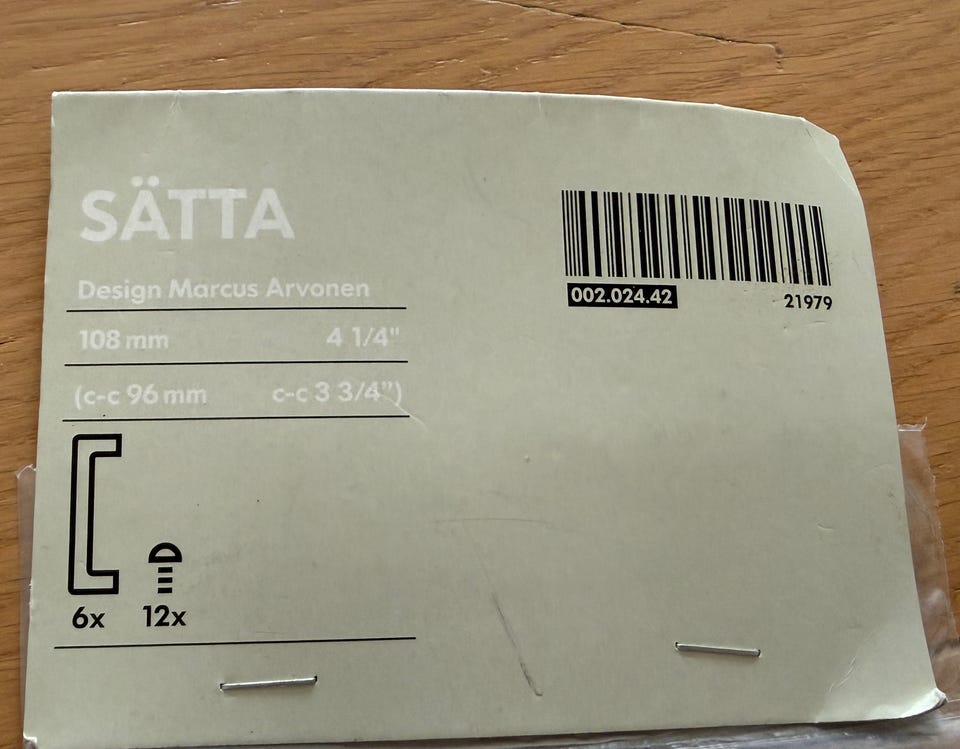 SÄTTA
Design Marcus Arvonen
108 mm 4 1/4"
(c-c 96 mm c-c 3 3/4")
6x 12x
002.024.42 21979